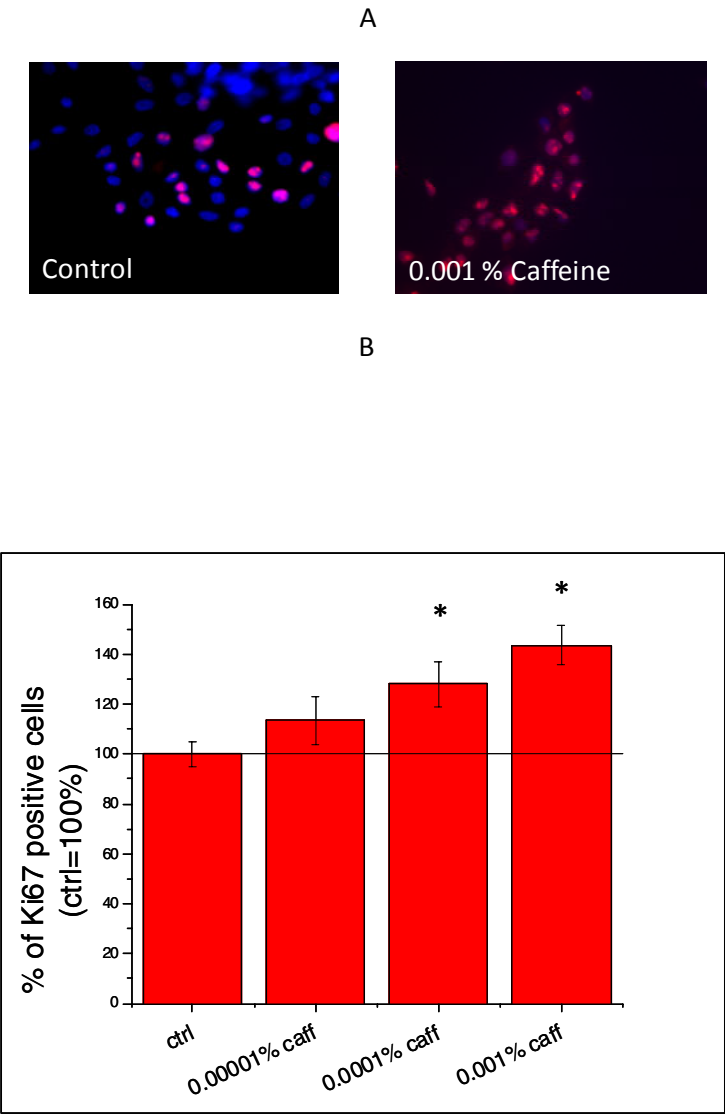 A
Control
0.001 % Caffeine
B
160
140
120
100
80
60
40
20
0
*
*
% of Ki67 positive cells
(ctrl=100%)
ctrl
0.00001% caff
0.0001% caff
0.001% caff